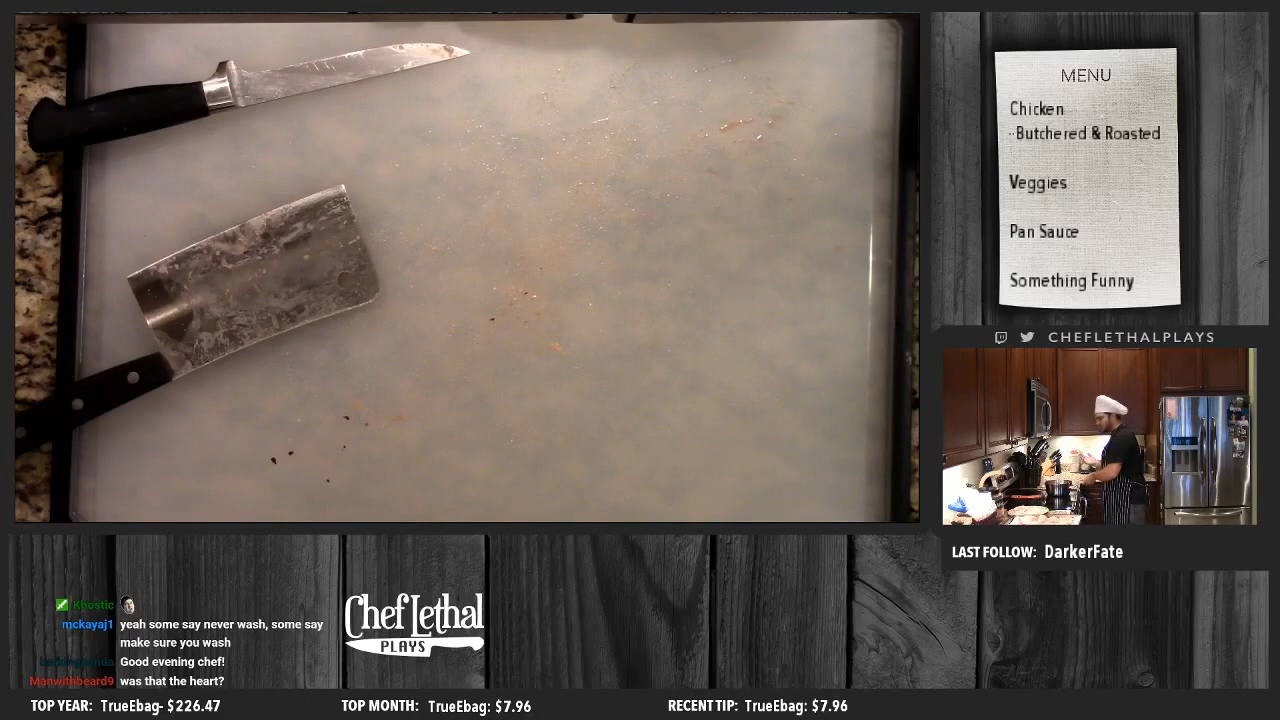 MENU
Chicken
-Butchered & Roasted
Veggies
Pan Sauce
Something Funny
CHEFLETHALPLAYS
LAST FOLLOW: DarkerFate
Khostic
mckayaj1 yeah some say never wash, some say
make sure you wash
Good evening chef!
Manwithbeard9 was that the heart?
Chef Lethal
PLAYS
TOP YEAR: TrueEbag- $226.47
TOP MONTH: TrueEbag: $7.96
RECENT TIP: TrueEbag: $7.96